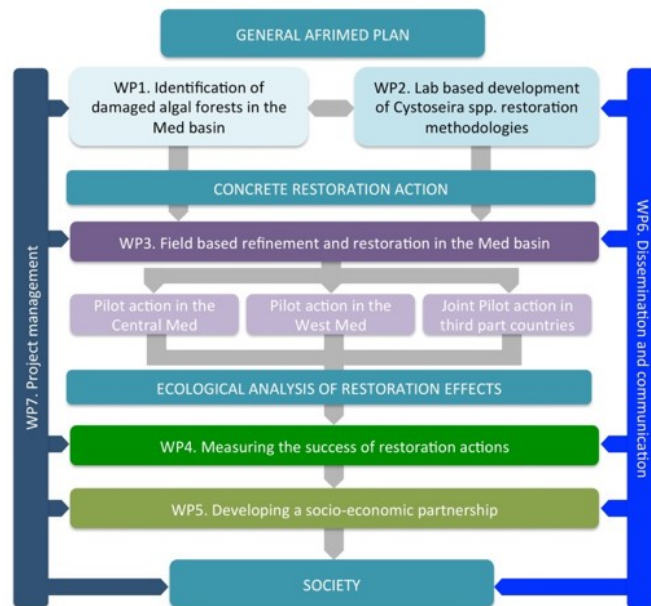 GENERAL AFRIMED PLAN
WP1. Identification of
damaged algal forests in the
Med basin
WP2. Lab based development
of Cystoseira spp. restoration
methodologies
CONCRETE RESTORATION ACTION
WP3. Field based refinement and restoration in the Med basin
Pilot action in the
Central Med
Pilot action in the
West Med
Joint Pilot action in
third part countries
ECOLOGICAL ANALYSIS OF RESTORATION EFFECTS
WP4. Measuring the success of restoration actions
WP5. Developing a socio-economic partnership
SOCIETY
WP7. Project management
WP6. Dissemination and communication